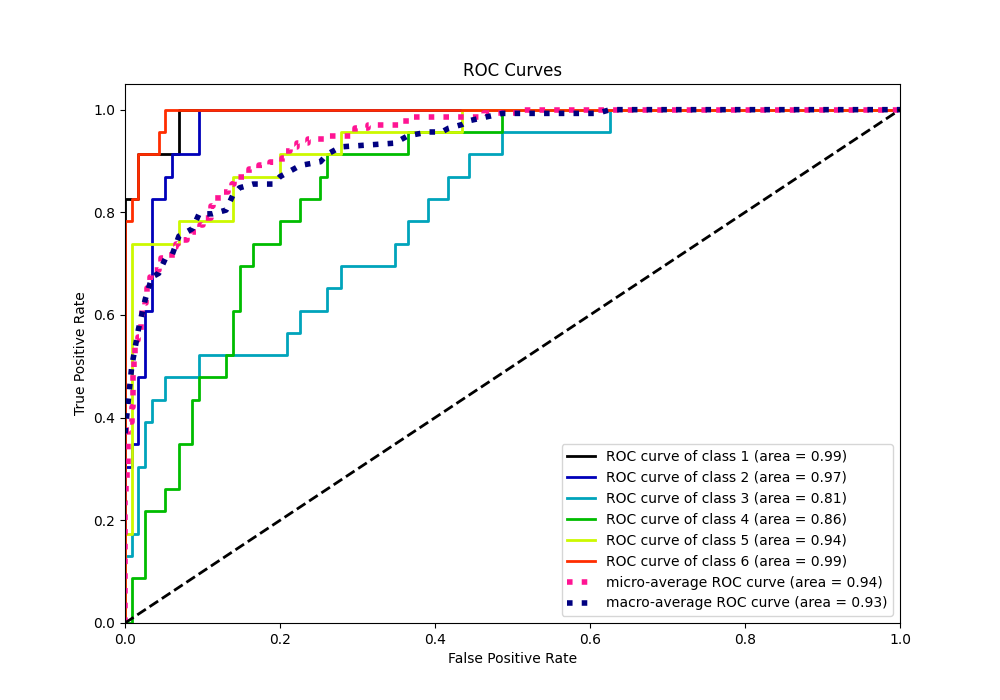 ROC Curves
True Positive Rate
1.0
0.8
0.6
0.4
0.2
0.0
0.0 0.2 0.4 0.6 0.8 1.0
False Positive Rate
ROC curve of class 1 (area = 0.99)
ROC curve of class 2 (area = 0.97)
ROC curve of class 3 (area = 0.81)
ROC curve of class 4 (area = 0.86)
ROC curve of class 5 (area = 0.94)
ROC curve of class 6 (area = 0.99)
micro-average ROC curve (area = 0.94)
macro-average ROC curve (area = 0.93)